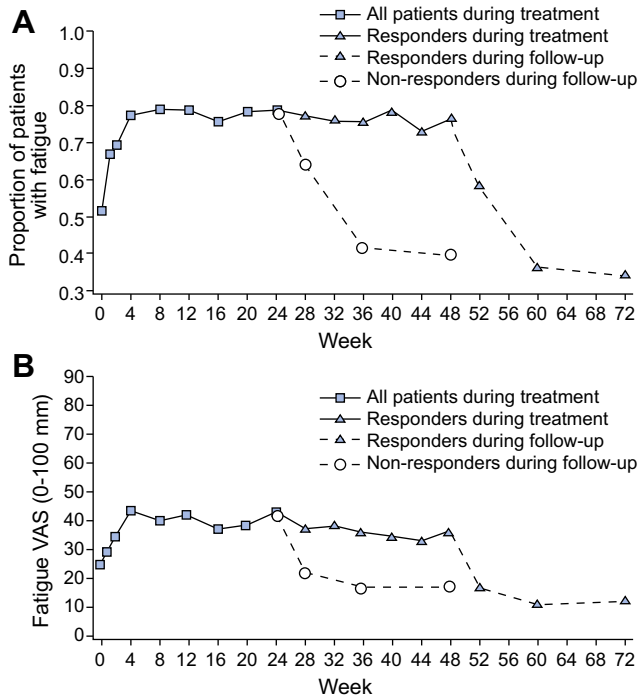 A
All patients during treatment
Responders during treatment
Responders during follow-up
Non-responders during follow-up
Proportion of patients
with fatigue
1.0
0.9
0.8
0.7
0.6
0.5
0.4
0.3
0 4 8 12 16 20 24 28 32 36 40 44 48 52 56 60 64 68 72
Week
B
All patients during treatment
Responders during treatment
Responders during follow-up
Non-responders during follow-up
Fatigue VAS (0-100 mm)
90
80
70
60
50
40
30
20
10
0
0 4 8 12 16 20 24 28 32 36 40 44 48 52 56 60 64 68 72
Week